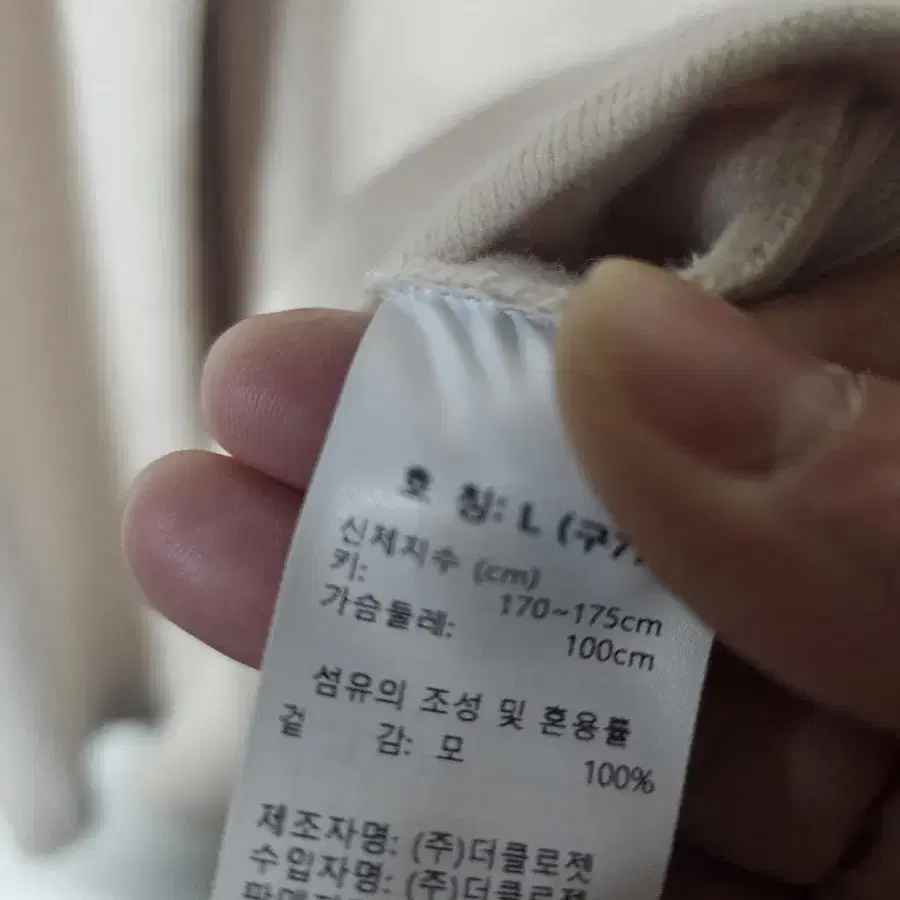 호 칭: L
신체치수 (cm)
키: 170~175cm
가슴둘레: 100cm
섬유의 조성 및 혼용률
겉 감: 모 100%
제조자명: (주)더클로젯
수입자명: (주)더클로젯